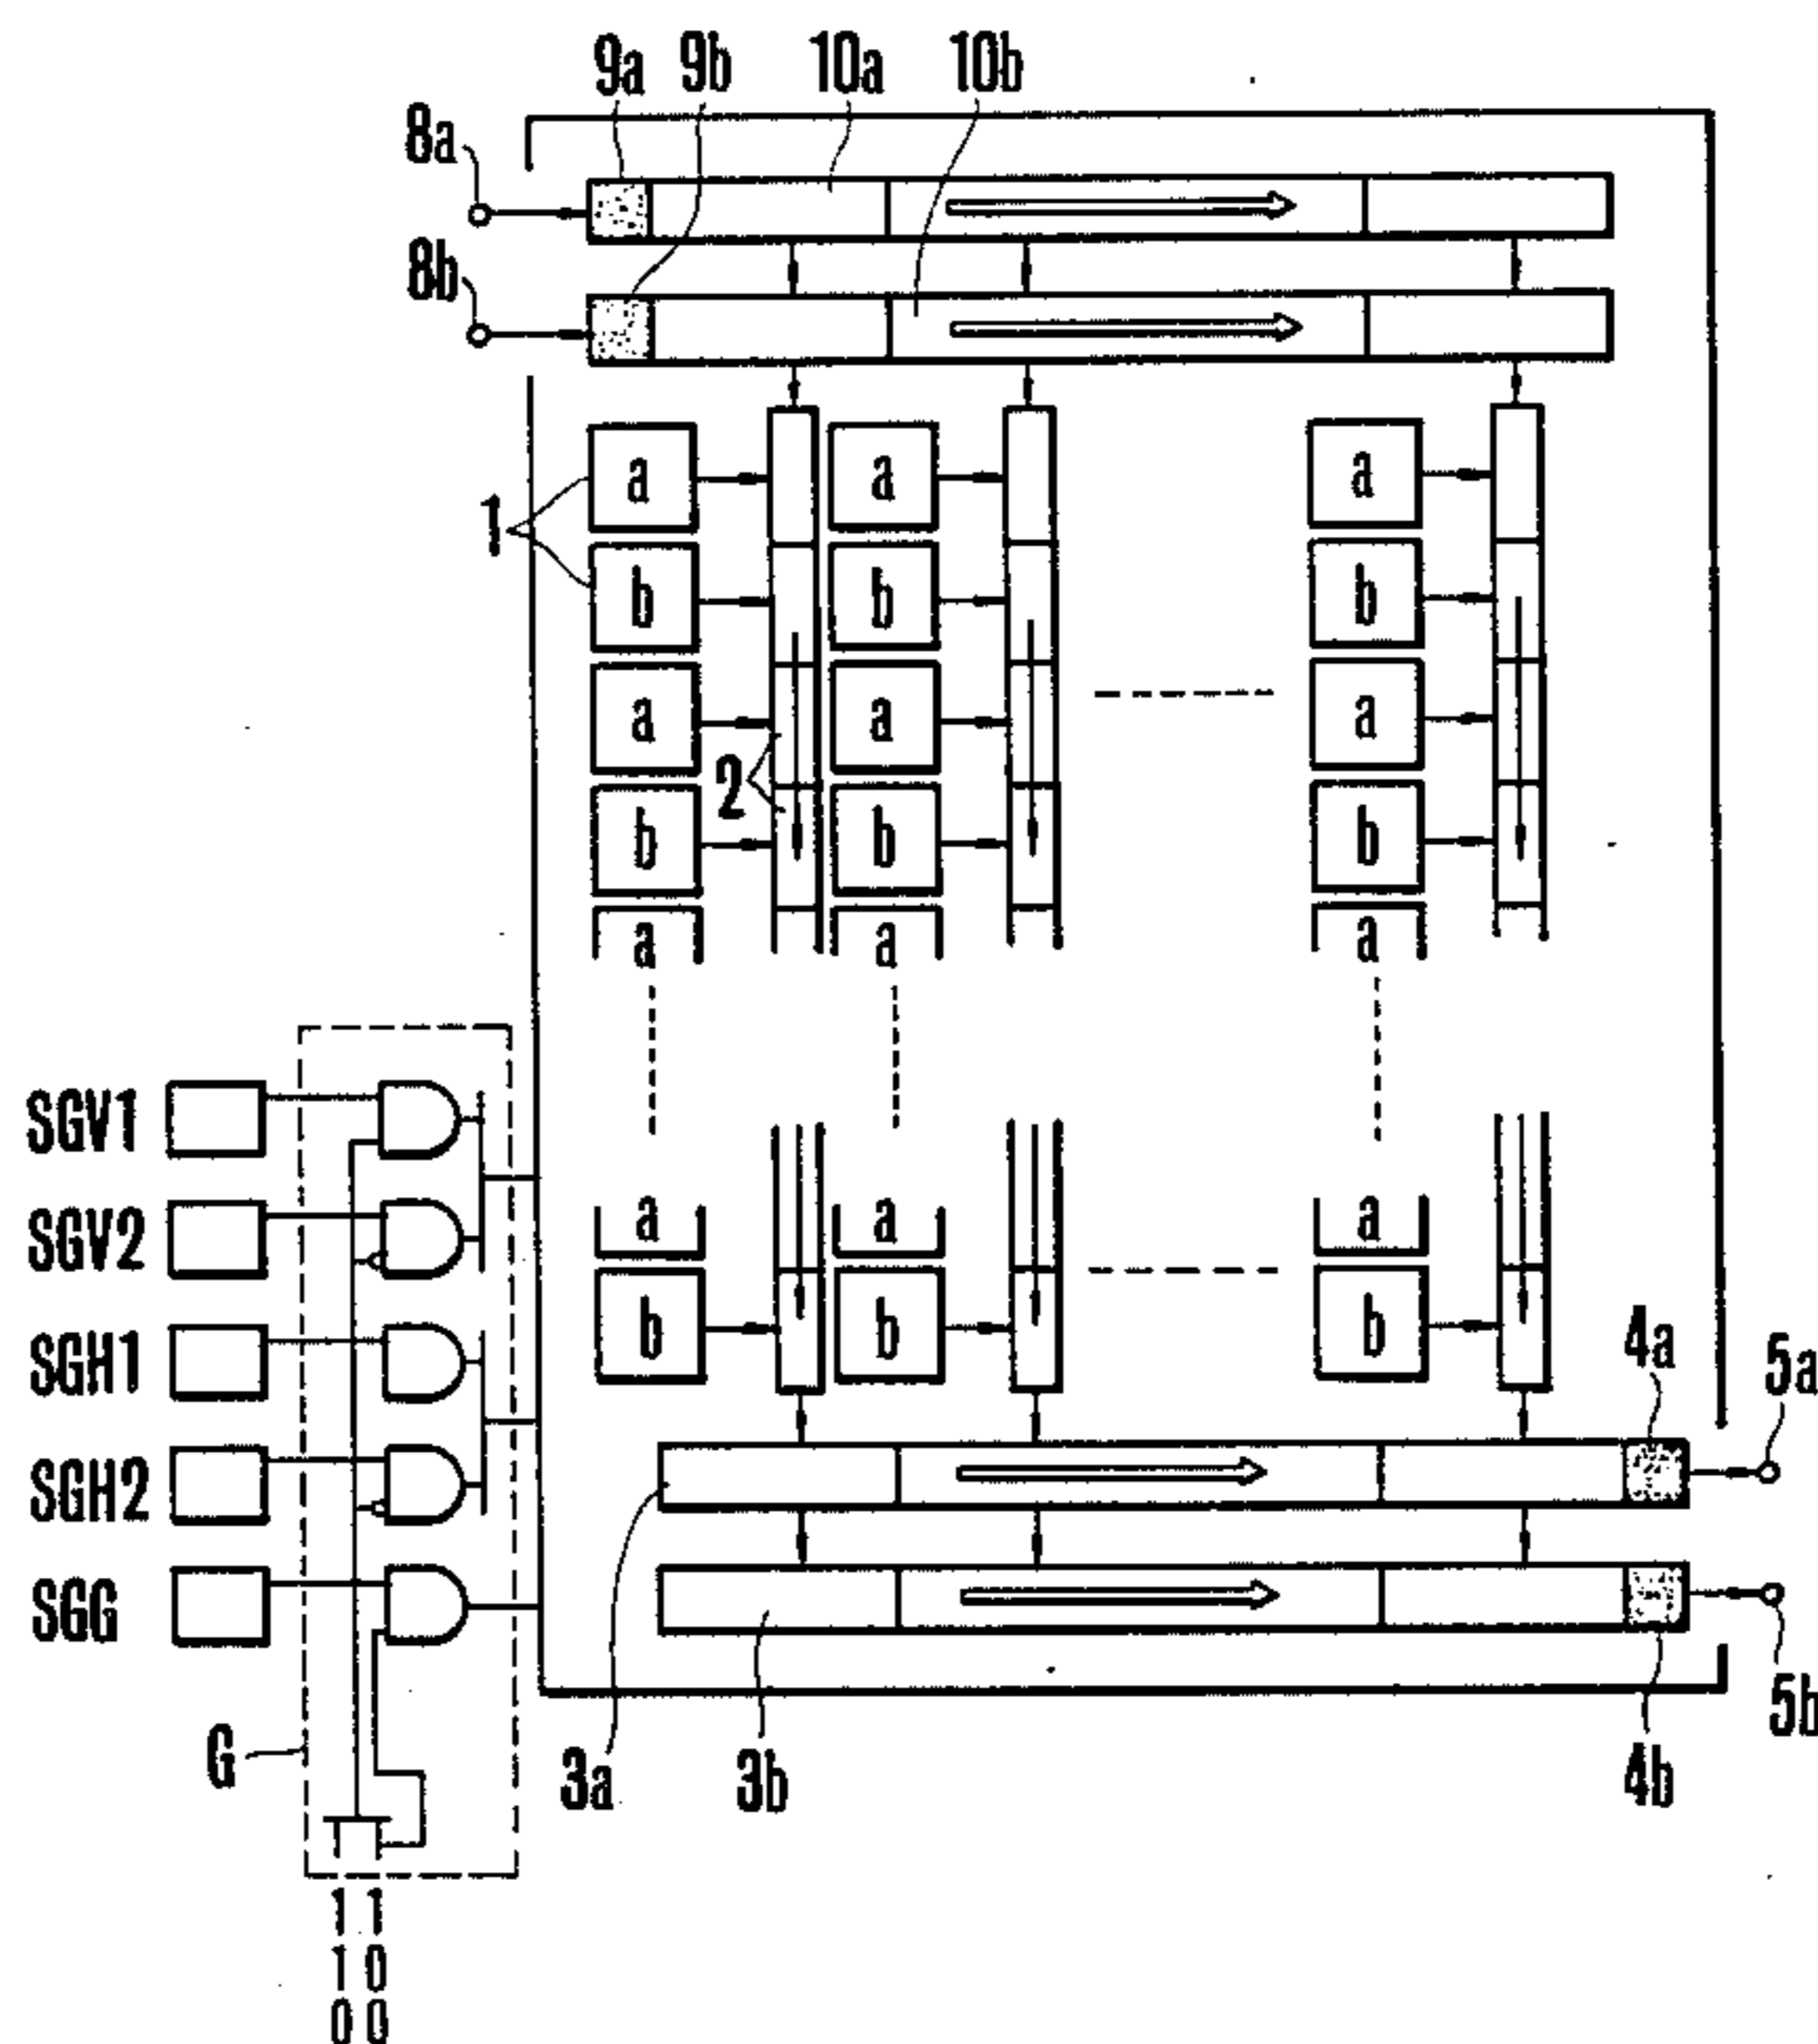 9a 9b 10a 10b
8a
8b
a a a
1
b b b
a a a
2
b b b
a a a
SGV1
SGV2
a a a
SGH1
b b b
4a
5a
SGH2
SGG
G
3a 3b 4b 5b
1 1
1 0
0 0